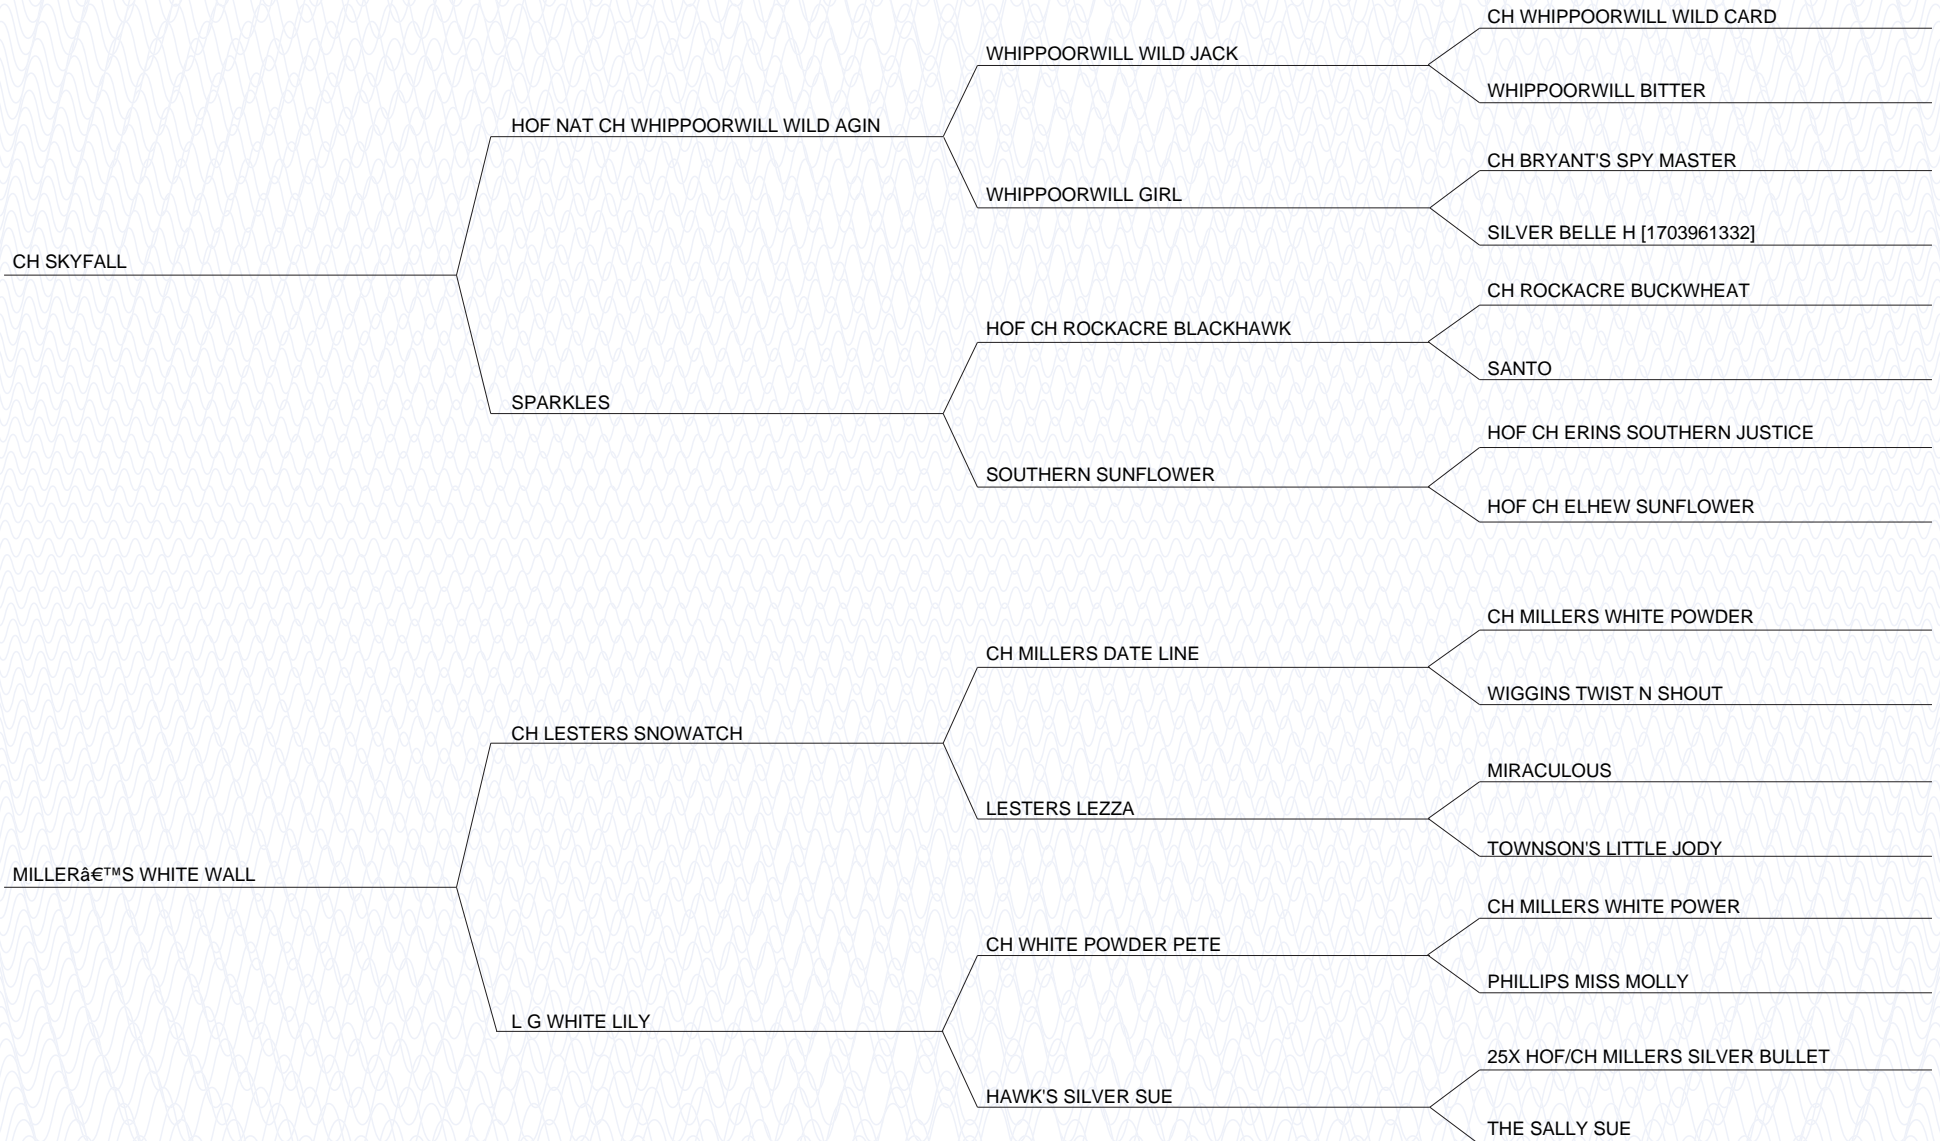 CH WHIPPOORWILL WILD CARD
WHIPPOORWILL WILD JACK
WHIPPOORWILL BITTER
HOF NAT CH WHIPPOORWILL WILD AGIN
CH BRYANT'S SPY MASTER
WHIPPOORWILL GIRL
SILVER BELLE H [1703961332]
CH SKYFALL
CH ROCKACRE BUCKWHEAT
HOF CH ROCKACRE BLACKHAWK
SANTO
SPARKLES
HOF CH ERINS SOUTHERN JUSTICE
SOUTHERN SUNFLOWER
HOF CH ELHEW SUNFLOWER
CH MILLERS WHITE POWDER
CH MILLERS DATE LINE
WIGGINS TWIST N SHOUT
CH LESTERS SNOWATCH
MIRACULOUS
LESTERS LEZZA
TOWNSON'S LITTLE JODY
MILLERâ€™S WHITE WALL
CH MILLERS WHITE POWER
CH WHITE POWDER PETE
PHILLIPS MISS MOLLY
L G WHITE LILY
25X HOF/CH MILLERS SILVER BULLET
HAWK'S SILVER SUE
THE SALLY SUE